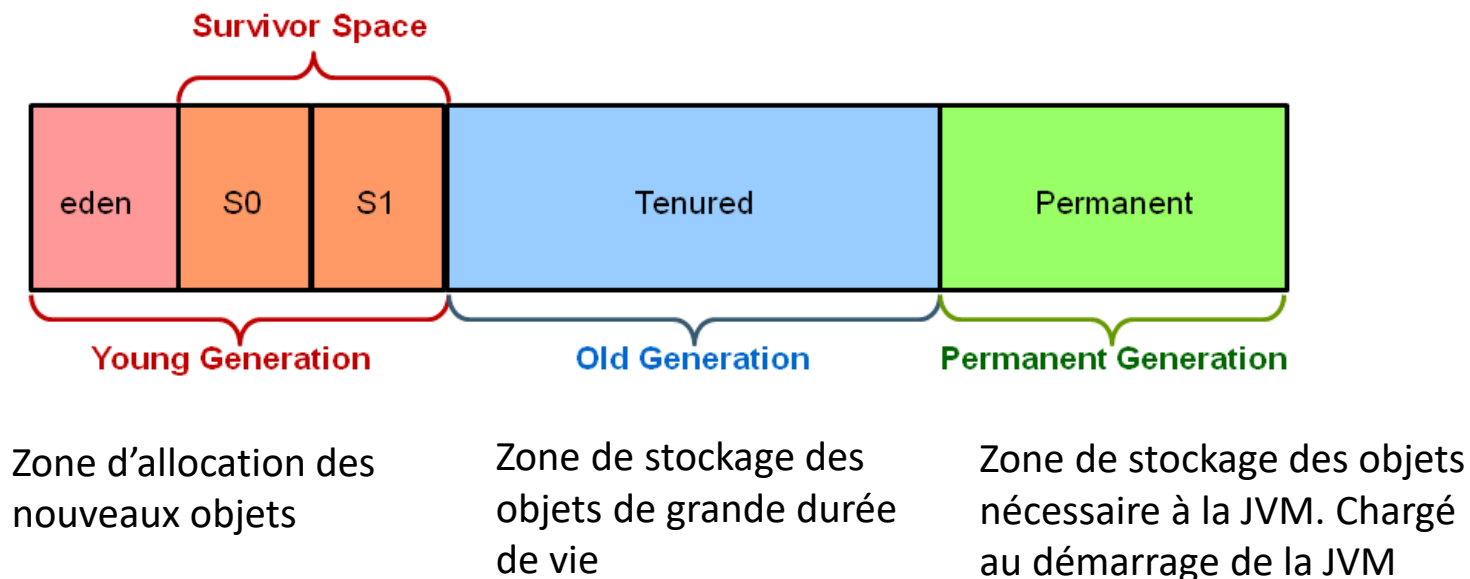 Survivor Space
eden
S0
S1
Tenured
Permanent
Young Generation
Old Generation
Permanent Generation
Zone d’allocation des
nouveaux objets
Zone de stockage des
objets de grande durée
de vie
Zone de stockage des objets
nécessaire à la JVM. Chargé
au démarrage de la JVM